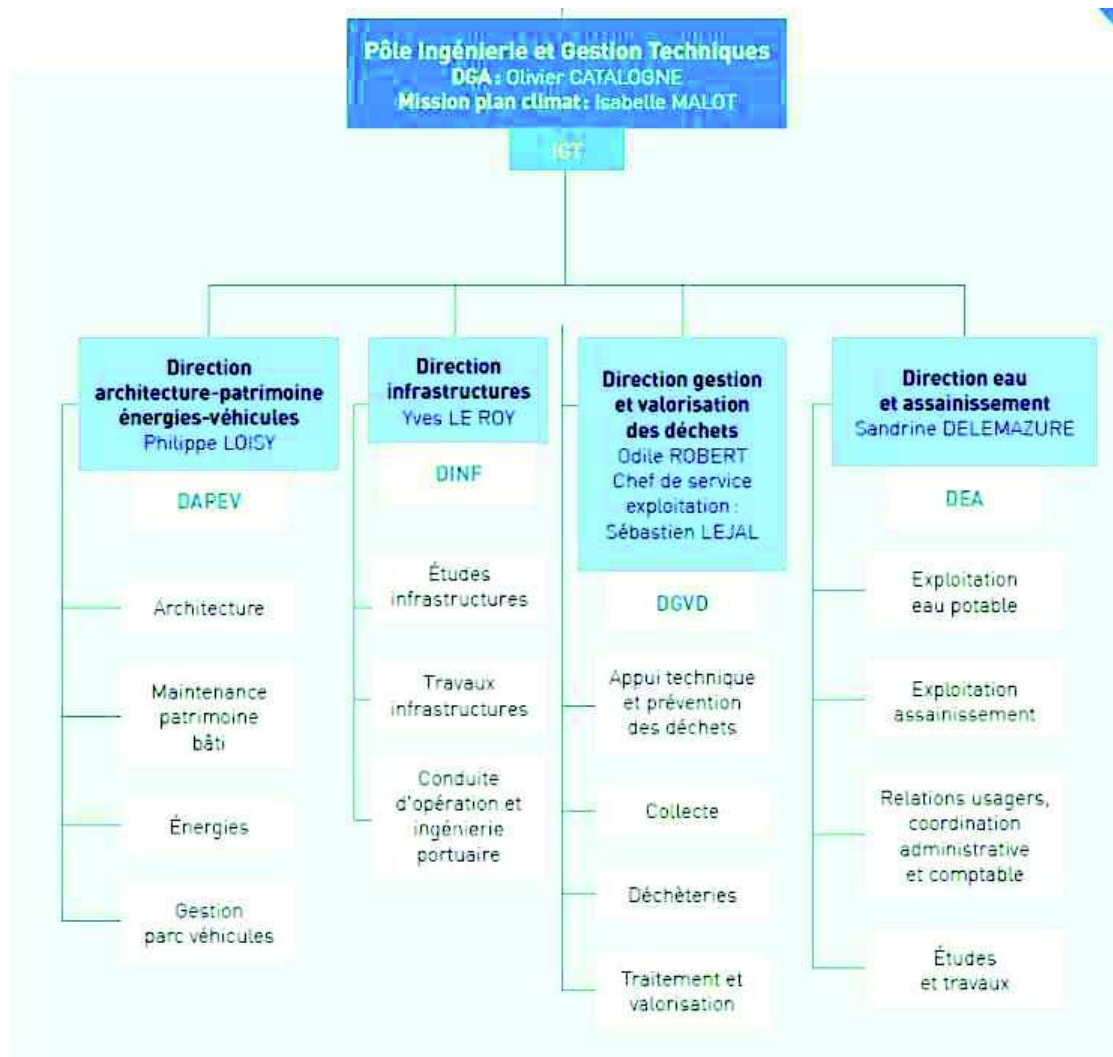 Pôle Ingénierie et Gestion Techniques
DGA : Olivier CATALOGNE
Mission plan climat : Isabelle MALOT
IGT
Direction
architecture-patrimoine
énergies-véhicules
Philippe LOISY
DAPEV
Architecture
Maintenance
patrimoine
bâti
Énergies
Gestion
parc véhicules
Direction
infrastructures
Yves LE ROY
DINF
Études
infrastructures
Travaux
infrastructures
Conduite
d'opération et
ingénierie
portuaire
Direction gestion
et valorisation
des déchets
Odile ROBERT
Chef de service
exploitation :
Sébastien LEJAL
DGVD
Appui technique
et prévention
des déchets
Collecte
Déchèteries
Traitement et
valorisation
Direction eau
et assainissement
Sandrine DELEMAZURE
DEA
Exploitation
eau potable
Exploitation
assainissement
Relations usagers,
coordination
administrative
et comptable
Études
et travaux